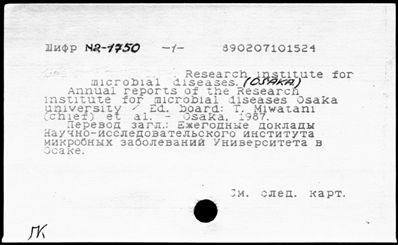 Шифр N2-1750 -1- 890207101524
Research institute for
microbial diseases. (OSAKA)
Annual reports of the Research
institute for microbial diseases Osaka
university / Ed. board: T. Miwatani
(chief) et al. - Osaka, 1987.
Перевод загл.: Ежегодные доклады
научно-исследовательского института
микробных заболеваний Университета в
Осаке.
См. след. карт.
ПК